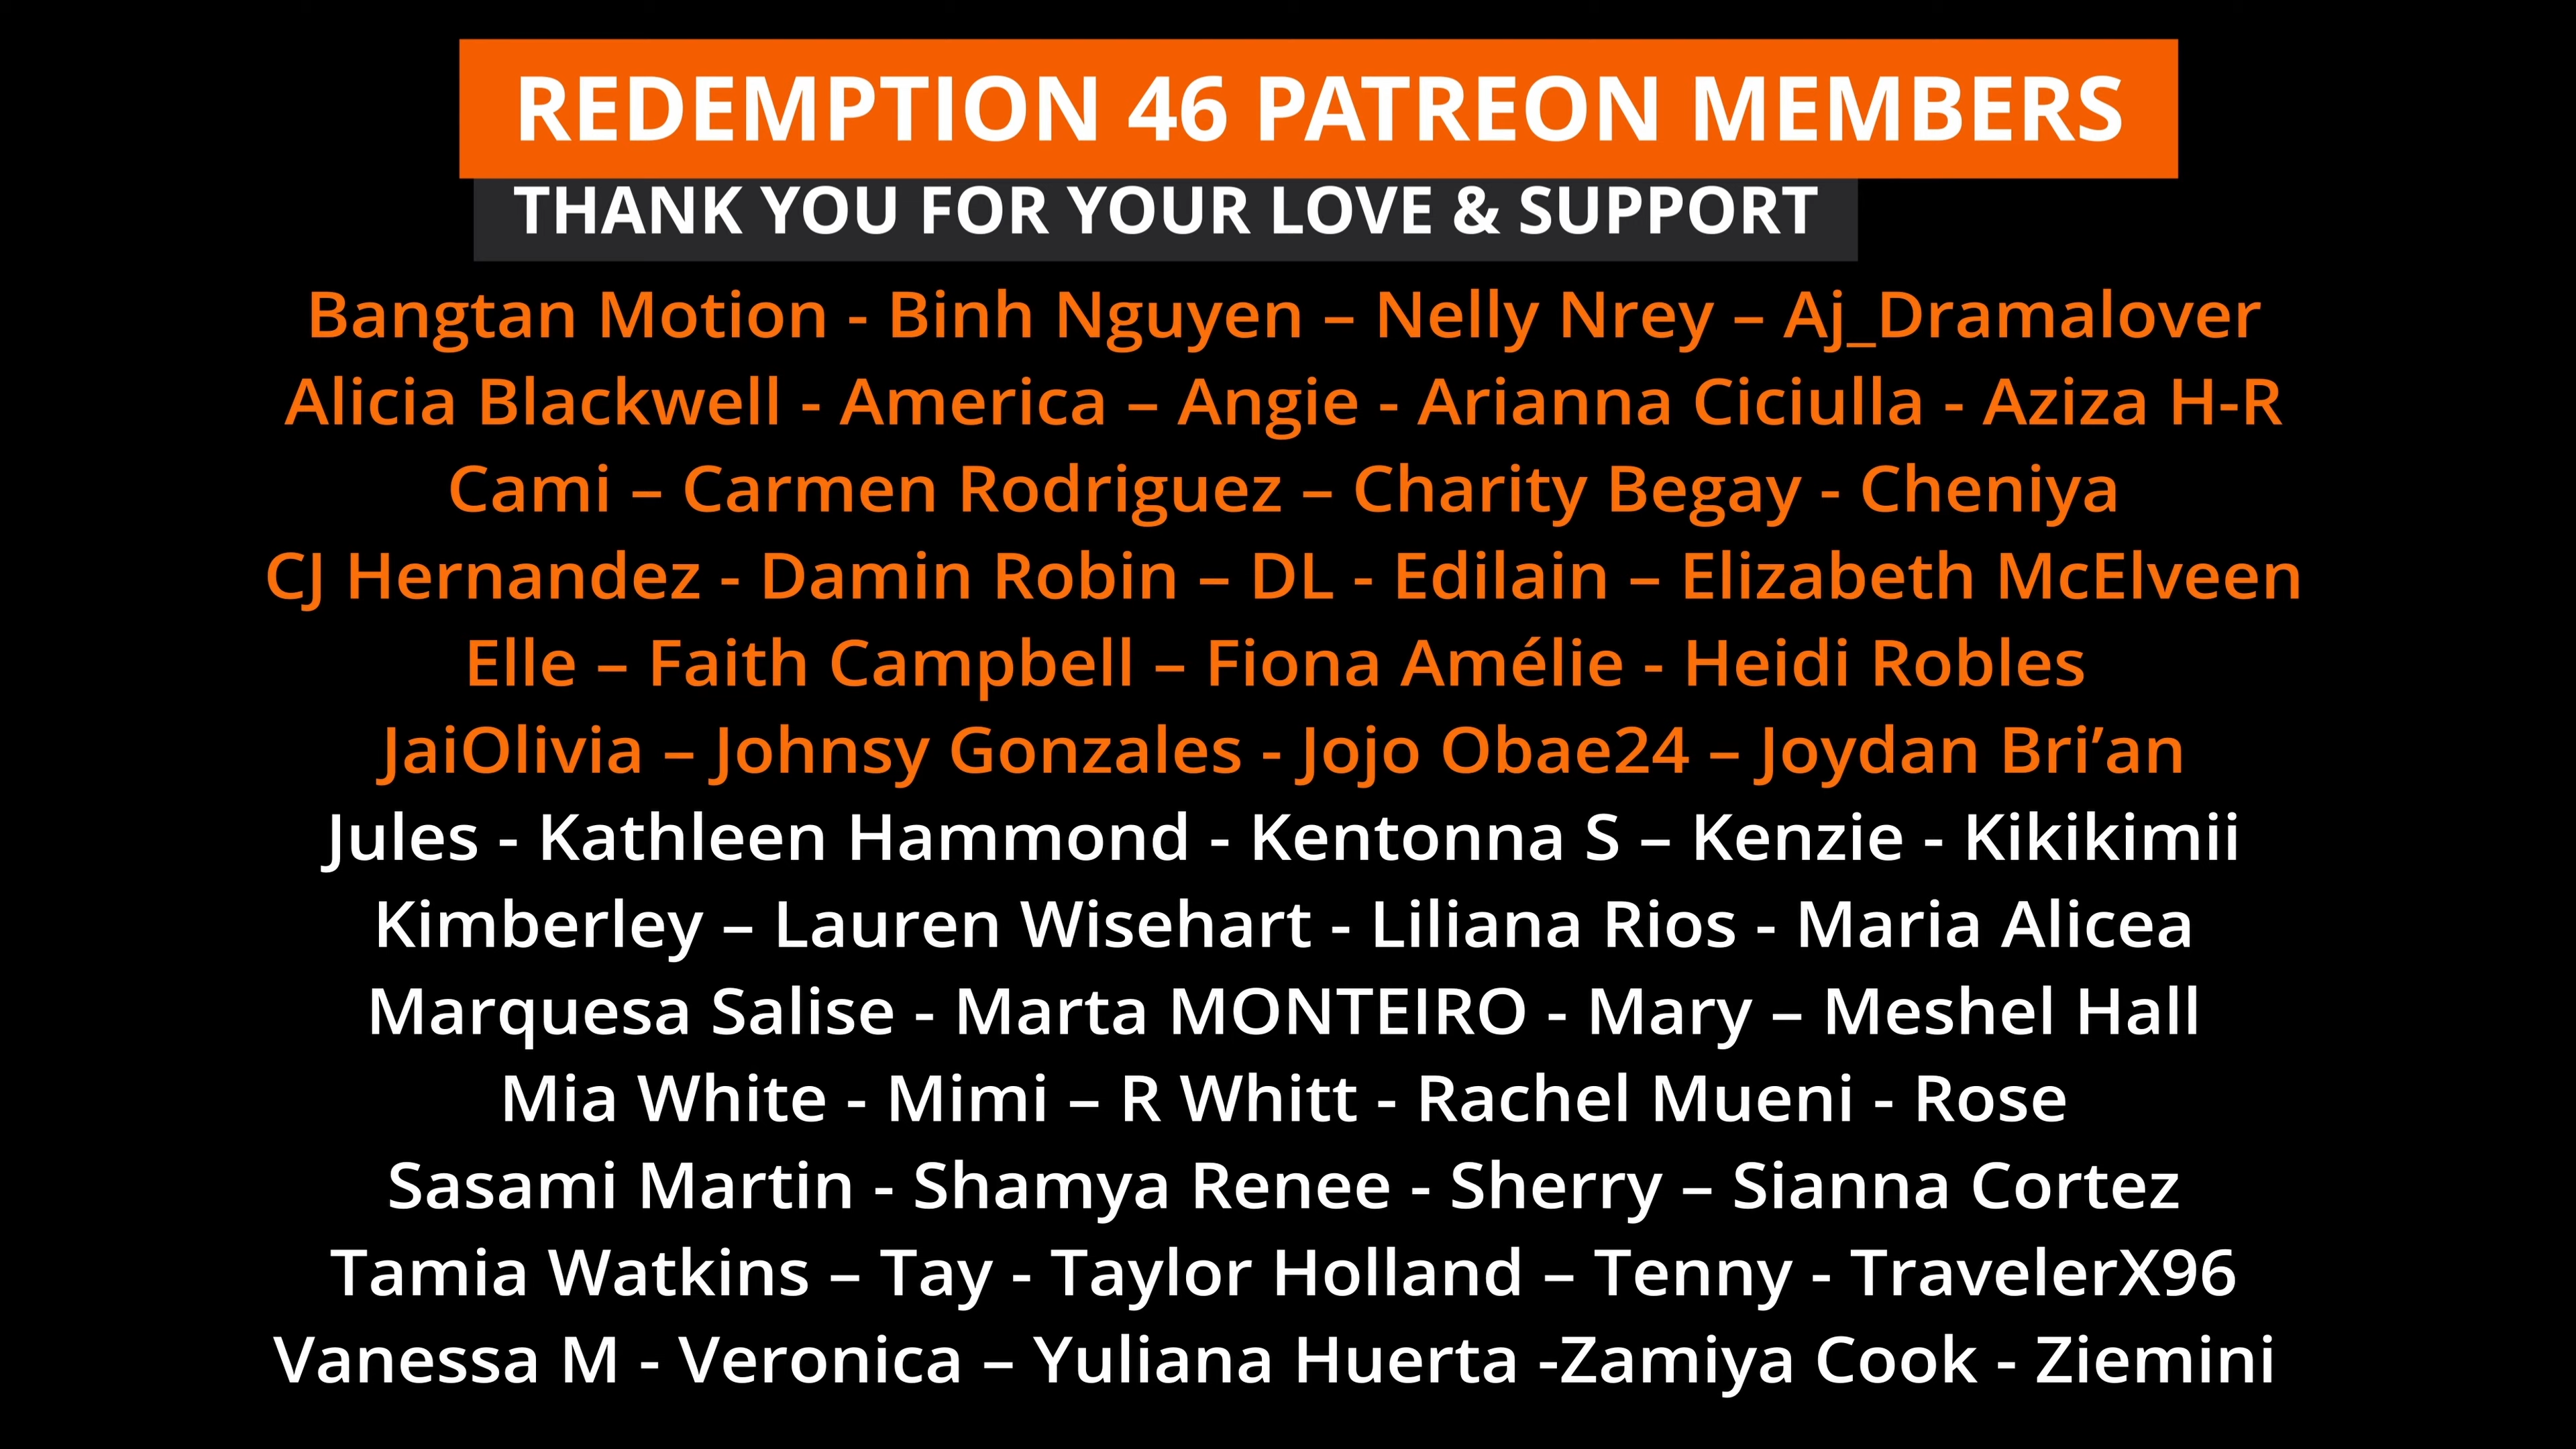 REDEMPTION 46 PATREON MEMBERS
THANK YOU FOR YOUR LOVE & SUPPORT
Bangtan Motion - Binh Nguyen – Nelly Nrey – Aj_Dramalover
Alicia Blackwell - America – Angie - Arianna Ciciulla - Aziza H-R
Cami – Carmen Rodriguez – Charity Begay - Cheniya
CJ Hernandez - Damin Robin – DL - Edilain – Elizabeth McElveen
Elle – Faith Campbell – Fiona Amélie - Heidi Robles
JaiOlivia – Johnsy Gonzales - Jojo Obae24 – Joydan Bri’an
Jules - Kathleen Hammond - Kentonna S – Kenzie - Kikikimii
Kimberley – Lauren Wisehart - Liliana Rios - Maria Alicea
Marquesa Salise - Marta MONTEIRO - Mary – Meshel Hall
Mia White - Mimi – R Whitt - Rachel Mueni - Rose
Sasami Martin - Shamya Renee - Sherry – Sianna Cortez
Tamia Watkins – Tay - Taylor Holland – Tenny - TravelerX96
Vanessa M - Veronica – Yuliana Huerta -Zamiya Cook - Ziemini